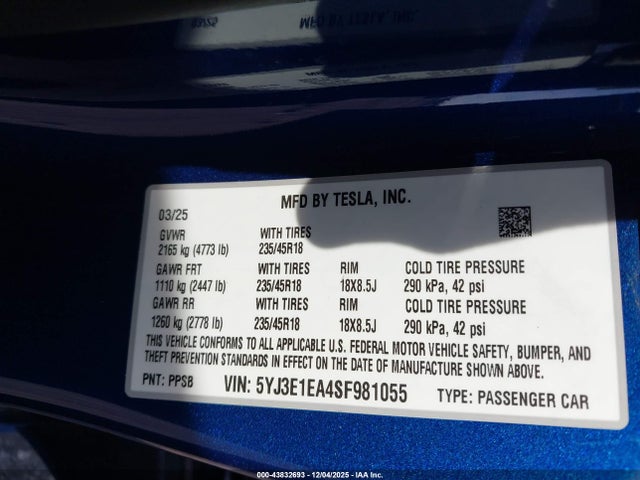 MFD BY TESLA, INC.
03/25
GVWR WITH TIRES
2165 kg (4773 lb) 235/45R18
GAWR FRT WITH TIRES RIM COLD TIRE PRESSURE
1110 kg (2447 lb) 235/45R18 18X8.5J 290 kPa, 42 psi
GAWR RR WITH TIRES RIM COLD TIRE PRESSURE
1260 kg (2778 lb) 235/45R18 18X8.5J 290 kPa, 42 psi
THIS VEHICLE CONFORMS TO ALL APPLICABLE U.S. FEDERAL MOTOR VEHICLE SAFETY, BUMPER, AND
THEFT PREVENTION STANDARDS IN EFFECT ON THE DATE OF MANUFACTURE SHOWN ABOVE.
PNT: PPSB VIN: 5YJ3E1EA4SF981055 TYPE: PASSENGER CAR
000-43832693 - 12/04/2025 - IAA Inc.